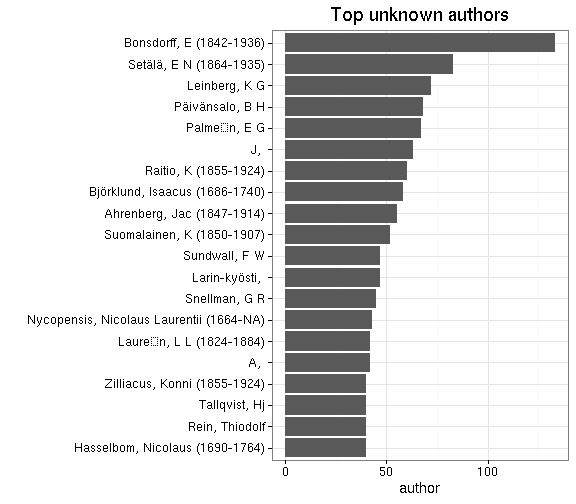 Top unknown authors
Bonsdorff, E (1842-1936)
Setälä, E N (1864-1935)
Leinberg, K G
Päivänsalo, B H
Palme□n, E G
J,
Raitio, K (1855-1924)
Björklund, Isaacus (1686-1740)
Ahrenberg, Jac (1847-1914)
Suomalainen, K (1850-1907)
Sundwall, F W
Larin-kyösti,
Snellman, G R
Nycopensis, Nicolaus Laurentii (1664-NA)
Laure□n, L L (1824-1884)
A,
Zilliacus, Konni (1855-1924)
Tallqvist, Hj
Rein, Thiodolf
Hasselbom, Nicolaus (1690-1764)
0 50 100
author